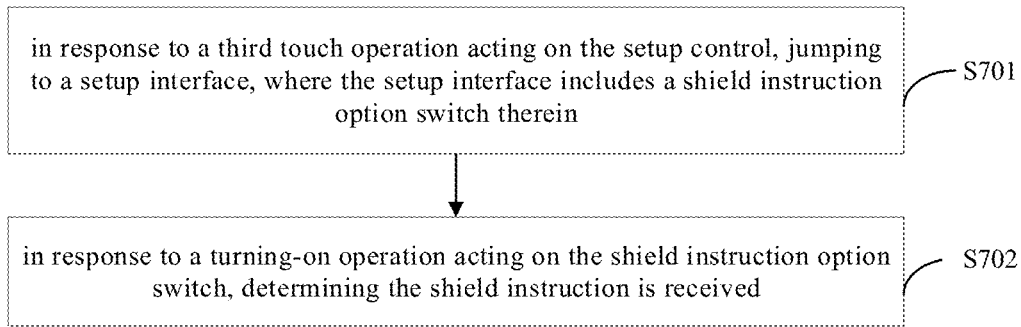 in response to a third touch operation acting on the setup control, jumping
to a setup interface, where the setup interface includes a shield instruction
option switch therein
S701
in response to a turning-on operation acting on the shield instruction option
switch, determining the shield instruction is received
S702